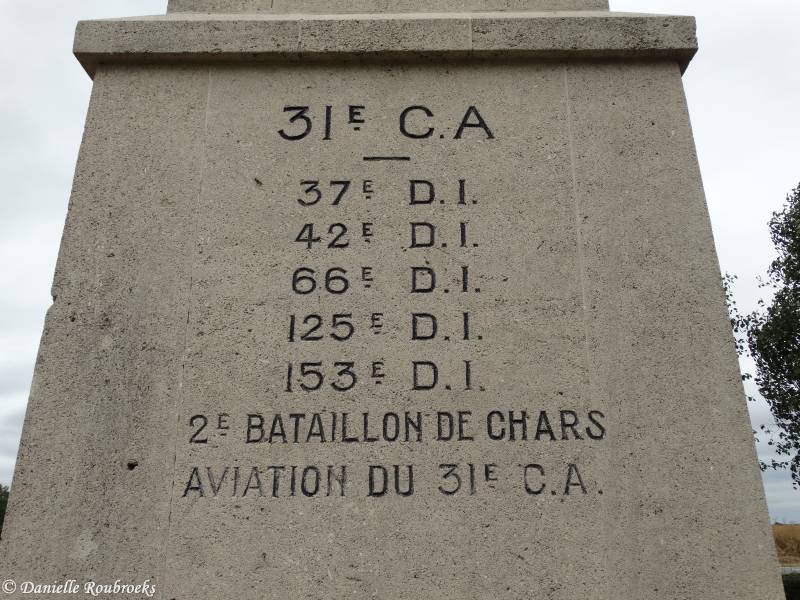 31E C.A
37E D.I.
42E D.I.
66E D.I.
125E D.I.
153E D.I.
2E BATAILLON DE CHARS
AVIATION DU 31E C.A.
© Danielle Roubroeks